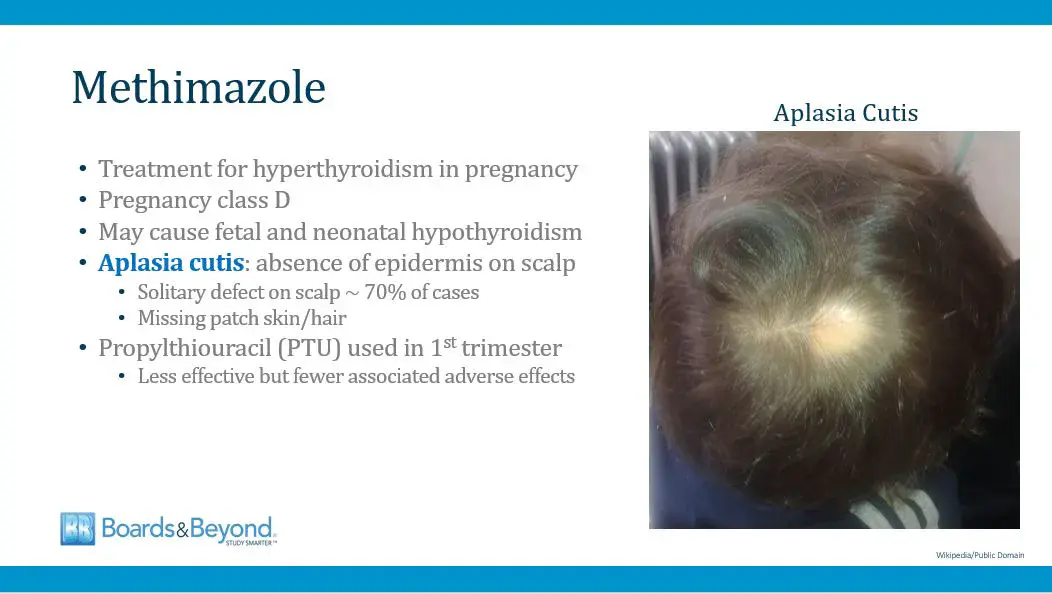 Methimazole
Aplasia Cutis
• Treatment for hyperthyroidism in pregnancy
• Pregnancy class D
• May cause fetal and neonatal hypothyroidism
• Aplasia cutis: absence of epidermis on scalp
• Solitary defect on scalp ~ 70% of cases
• Missing patch skin/hair
• Propylthiouracil (PTU) used in 1st trimester
• Less effective but fewer associated adverse effects
BB Boards&Beyond.
STUDY SMARTER™
Wikipedia/Public Domain